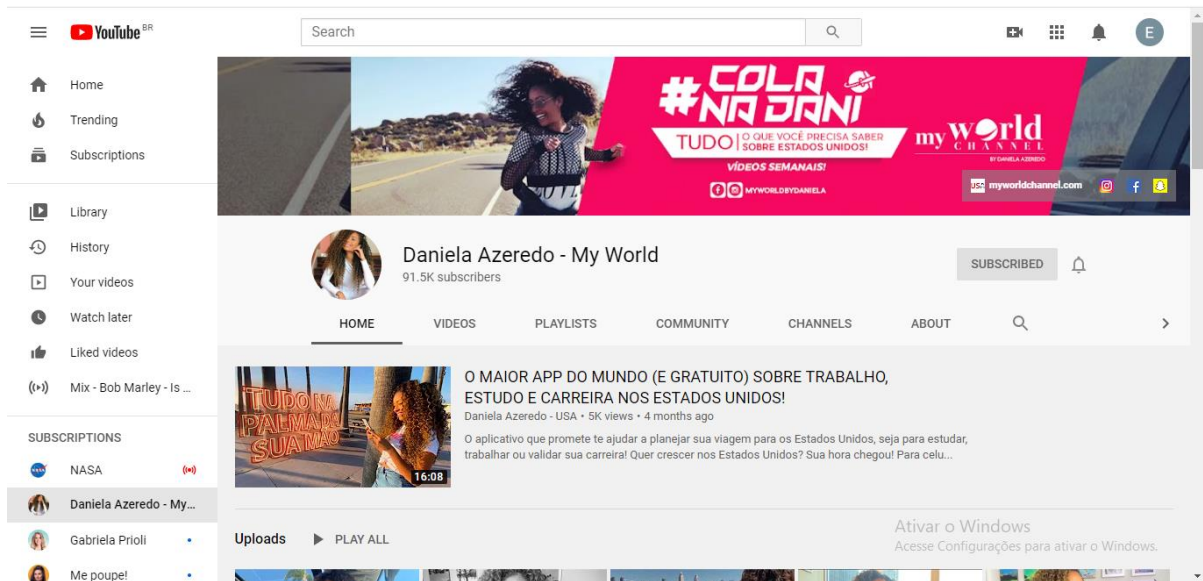 YouTube BR
Search
E
Home
Trending
Subscriptions
Library
History
Your videos
Watch later
Liked videos
Mix - Bob Marley - Is ...
SUBSCRIPTIONS
NASA
Daniela Azeredo - My...
Gabriela Prioli
Me poupe!
#COLA
NA DANI
TUDO O QUE VOCÊ PRECISA SABER
SOBRE ESTADOS UNIDOS!
VÍDEOS SEMANAIS!
MYWORLDBYDANIELA
my world
CHANNEL
BY DANIELA AZEREDO
USA myworldchannel.com
Daniela Azeredo - My World
91.5K subscribers
SUBSCRIBED
HOME VIDEOS PLAYLISTS COMMUNITY CHANNELS ABOUT
TUDO NA
PALMA DA
SUA MÃO
16:08
O MAIOR APP DO MUNDO (E GRATUITO) SOBRE TRABALHO,
ESTUDO E CARREIRA NOS ESTADOS UNIDOS!
Daniela Azeredo - USA • 5K views • 4 months ago
O aplicativo que promete te ajudar a planejar sua viagem para os Estados Unidos, seja para estudar,
trabalhar ou validar sua carreira! Quer crescer nos Estados Unidos? Sua hora chegou! Para celu...
Uploads PLAY ALL
Ativar o Windows
Acesse Configurações para ativar o Windows.